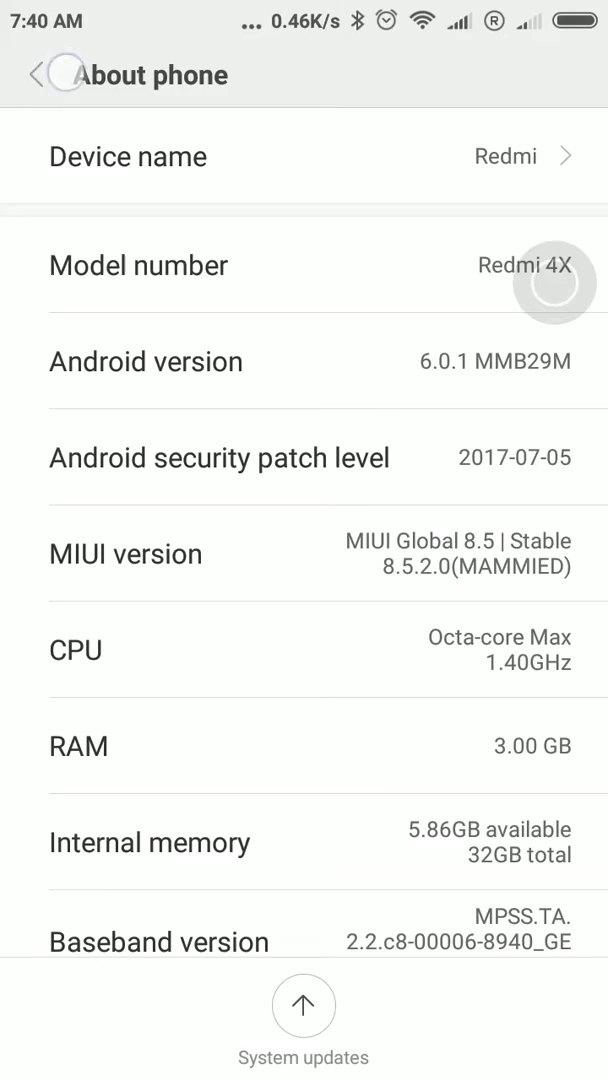 7:40 AM ... 0.46K/s R
About phone
Device name Redmi
Model number Redmi 4X
Android version 6.0.1 MMB29M
Android security patch level 2017-07-05
MIUI version MIUI Global 8.5 | Stable
8.5.2.0(MAMMIED)
CPU Octa-core Max
1.40GHz
RAM 3.00 GB
Internal memory 5.86GB available
32GB total
Baseband version MPSS.TA.
2.2.c8-00006-8940_GE
System updates